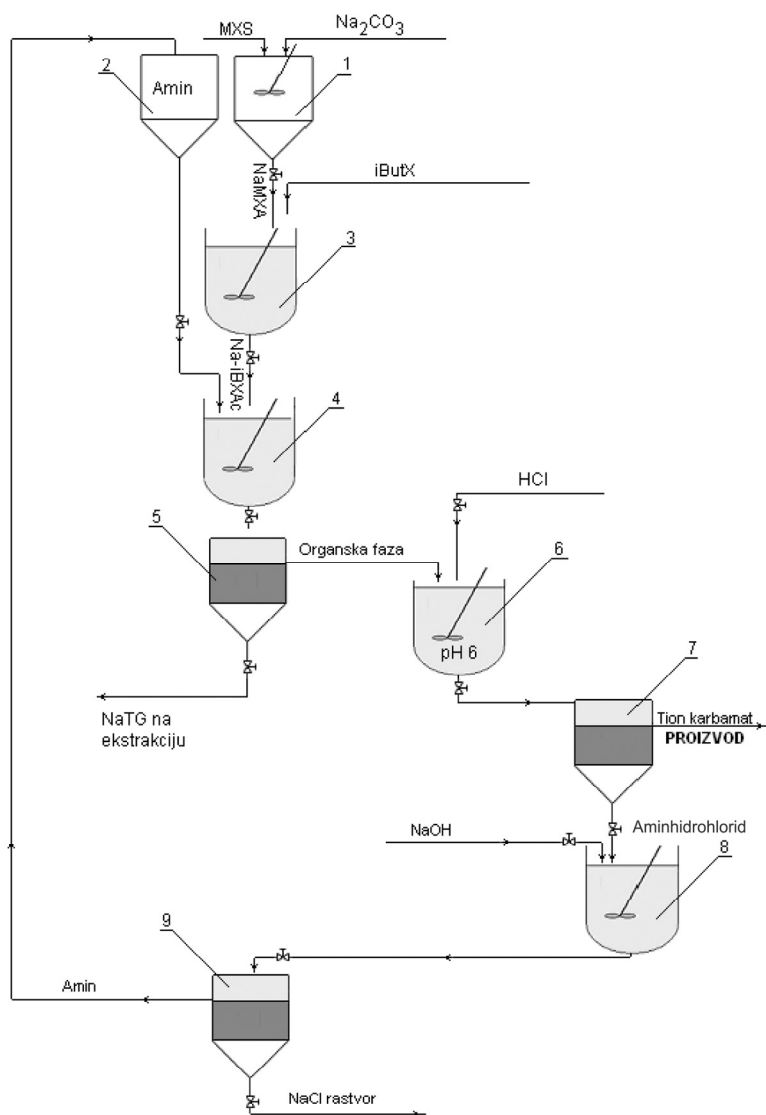 MXS
Na2CO3
2
Amin
1
NaMXA
iButX
3
Na-iBXAc
4
HCl
5
Organska faza
6
pH 6
7
NaTG na
ekstrakciju
Tion karbamat
PROIZVOD
NaOH
Aminhidrohlorid
8
9
Amin
NaCl rastvor